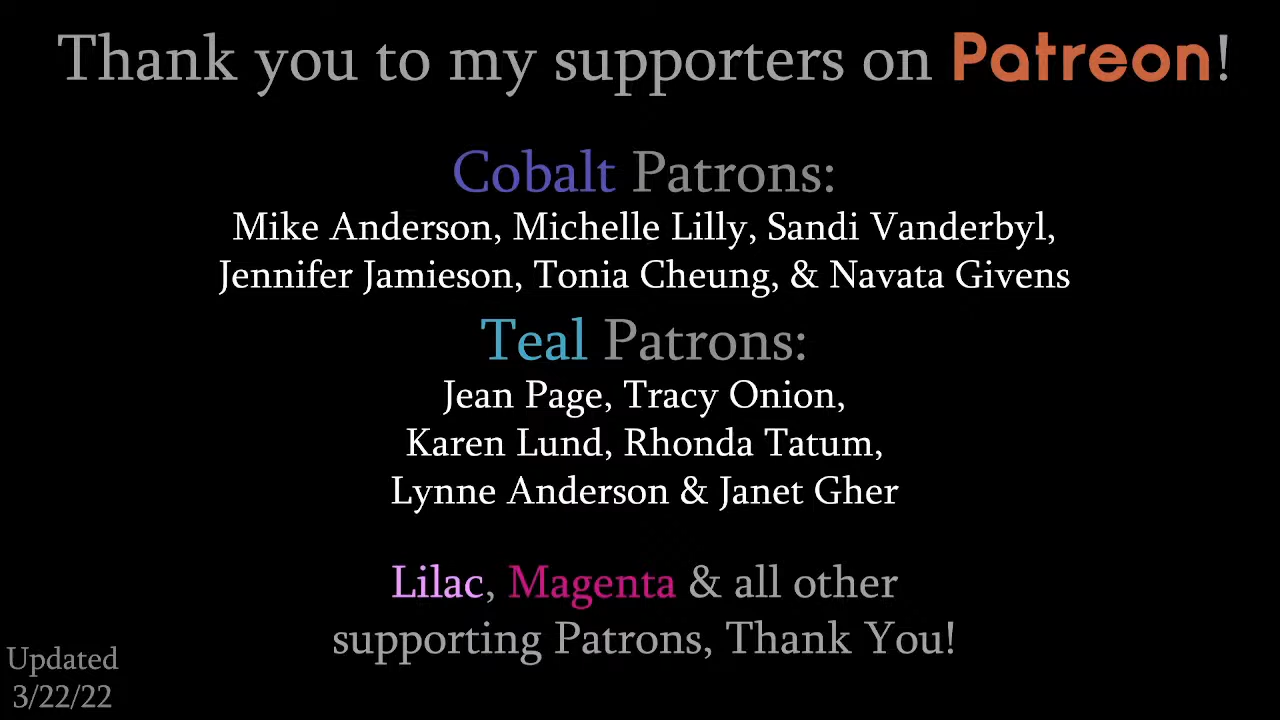 Thank you to my supporters on Patreon!
Cobalt Patrons:
Mike Anderson, Michelle Lilly, Sandi Vanderbyl,
Jennifer Jamieson, Tonia Cheung, & Navata Givens
Teal Patrons:
Jean Page, Tracy Onion,
Karen Lund, Rhonda Tatum,
Lynne Anderson & Janet Gher
Lilac, Magenta & all other
supporting Patrons, Thank You!
Updated
3/22/22